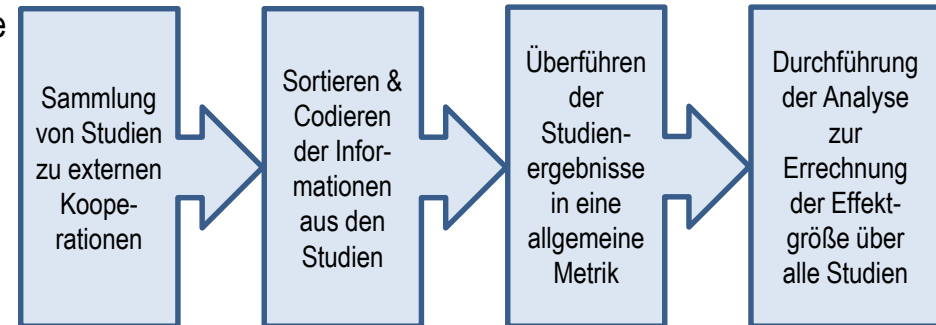 e
Sammlung
von Studien
zu externen
Koope-
rationen
Sortieren &
Codieren
der Infor-
mationen
aus den
Studien
Überführen
der
Studien-
ergebnisse
in eine
allgemeine
Metrik
Durchführung
der Analyse
zur
Errechnung
der Effekt-
größe über
alle Studien